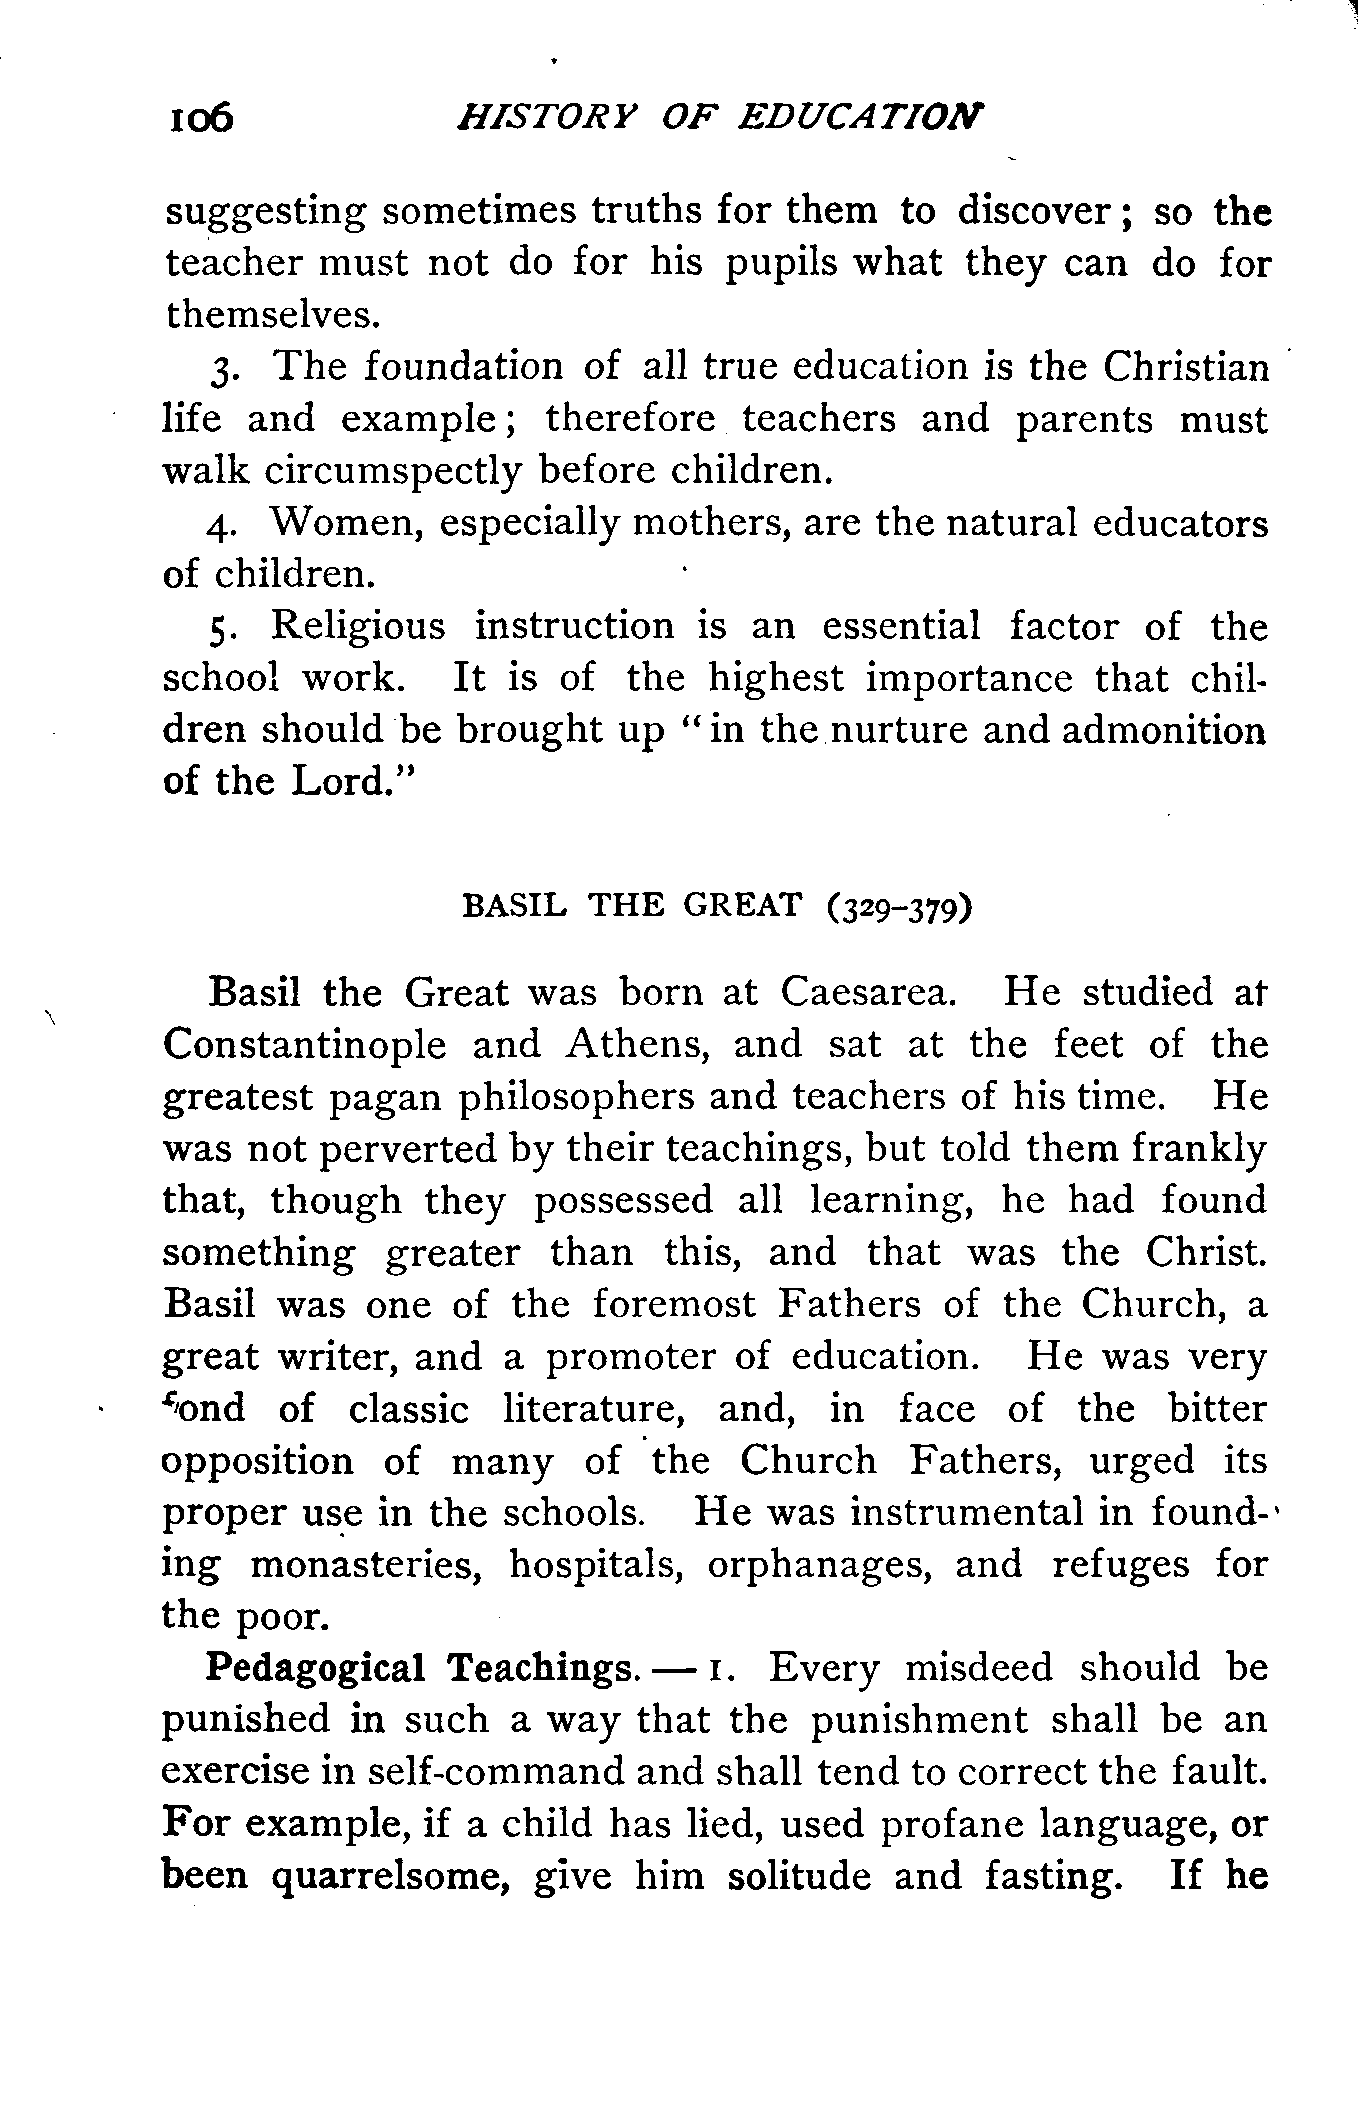 106 HISTORY OF EDUCATION
suggesting sometimes truths for them to discover; so the
teacher must not do for his pupils what they can do for
themselves.
3. The foundation of all true education is the Christian
life and example; therefore teachers and parents must
walk circumspectly before children.
4. Women, especially mothers, are the natural educators
of children.
5. Religious instruction is an essential factor of the
school work. It is of the highest importance that chil-
dren should be brought up “in the nurture and admonition
of the Lord.”
BASIL THE GREAT (329–379)
Basil the Great was born at Caesarea. He studied at
Constantinople and Athens, and sat at the feet of the
greatest pagan philosophers and teachers of his time. He
was not perverted by their teachings, but told them frankly
that, though they possessed all learning, he had found
something greater than this, and that was the Christ.
Basil was one of the foremost Fathers of the Church, a
great writer, and a promoter of education. He was very
fond of classic literature, and, in face of the bitter
opposition of many of the Church Fathers, urged its
proper use in the schools. He was instrumental in found-
ing monasteries, hospitals, orphanages, and refuges for
the poor.
Pedagogical Teachings. — 1. Every misdeed should be
punished in such a way that the punishment shall be an
exercise in self-command and shall tend to correct the fault.
For example, if a child has lied, used profane language, or
been quarrelsome, give him solitude and fasting. If he